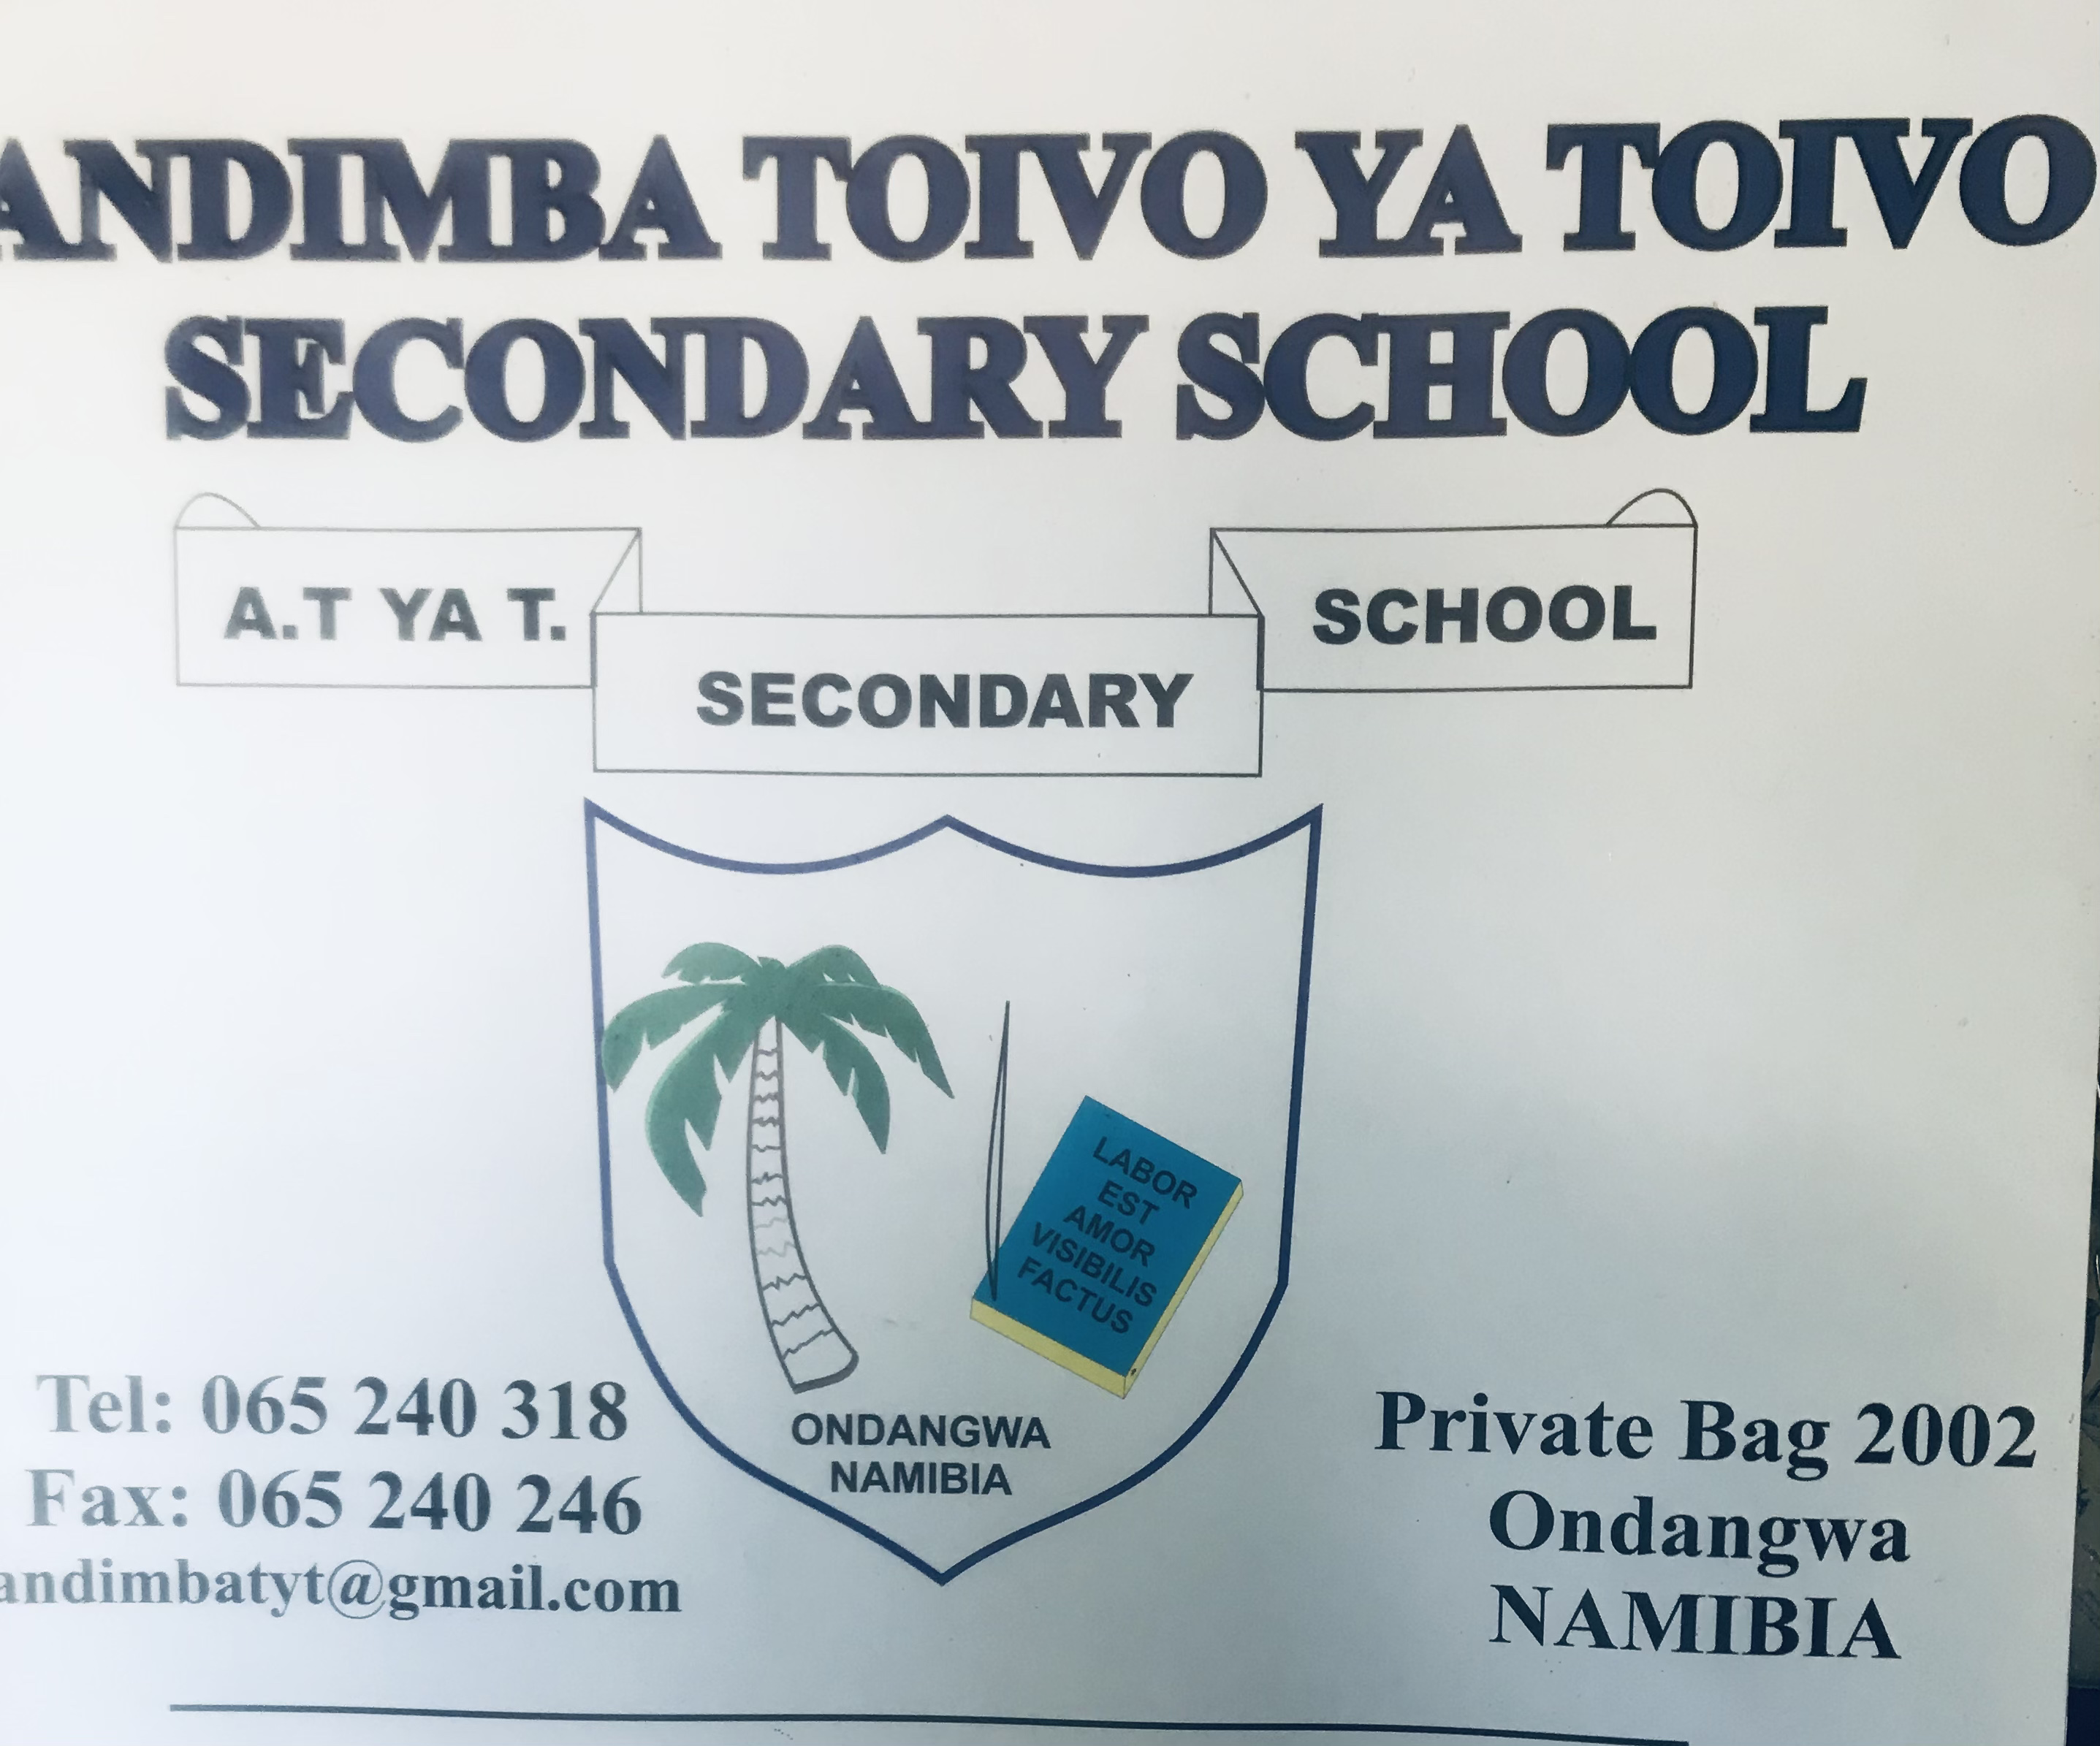 ANDIMBA TOIVO YA TOIVO
SECONDARY SCHOOL
A.T YA T.
SECONDARY
SCHOOL
LABOR
EST
AMOR
VISIBILIS
FACTUS
ONDANGWA
NAMIBIA
Tel: 065 240 318
Fax: 065 240 246
andimbatyt@gmail.com
Private Bag 2002
Ondangwa
NAMIBIA